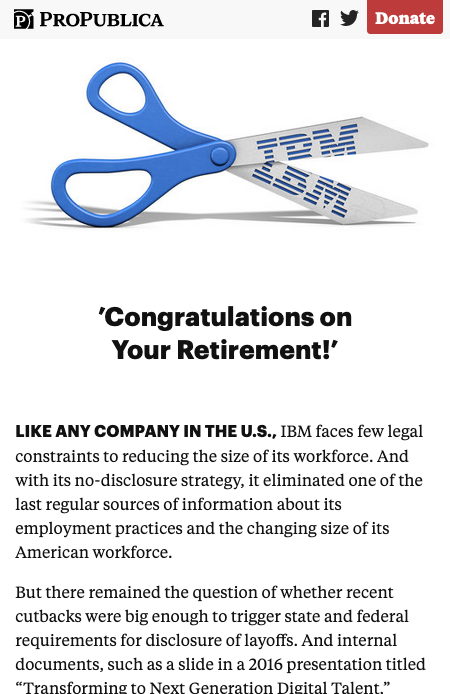 PROPUBLICA
Donate
IBM
IBM
’Congratulations on
Your Retirement!’
LIKE ANY COMPANY IN THE U.S., IBM faces few legal
constraints to reducing the size of its workforce. And
with its no-disclosure strategy, it eliminated one of the
last regular sources of information about its
employment practices and the changing size of its
American workforce.
But there remained the question of whether recent
cutbacks were big enough to trigger state and federal
requirements for disclosure of layoffs. And internal
documents, such as a slide in a 2016 presentation titled
“Transforming to Next Generation Digital Talent,”